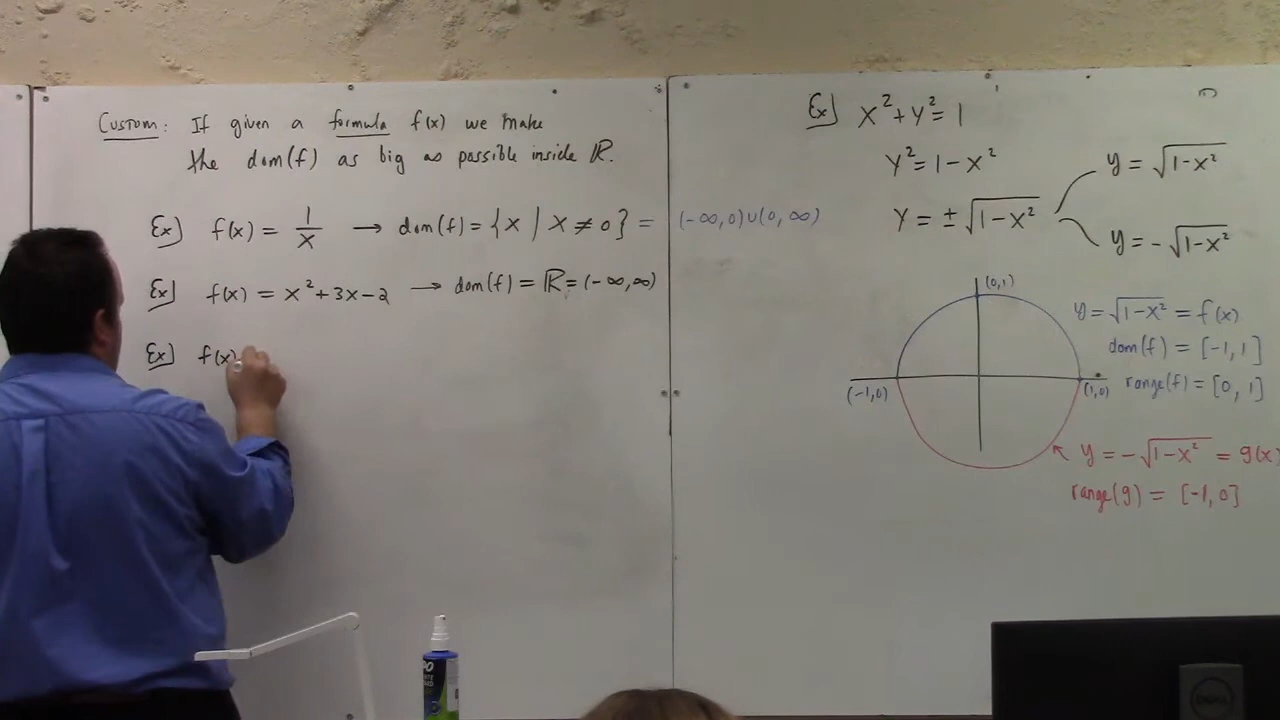 Custom: If given a formula f(x) we make
the dom(f) as big as possible inside ℝ.
Ex] f(x) = 1/x → dom(f) = {x | x ≠ 0} = (-∞,0)∪(0,∞)
Ex] f(x) = x²+3x-2 → dom(f) = ℝ = (-∞,∞)
Ex] f(x)
Ex] x²+y²=1
y²=1-x²
y=±√(1-x²)
y=√(1-x²)
y=-√(1-x²)
(0,1)
(-1,0)
(1,0)
y=√(1-x²) = f(x)
dom(f) = [-1,1]
range(f) = [0,1]
y=-√(1-x²) = g(x)
range(g) = [-1,0]
DELL